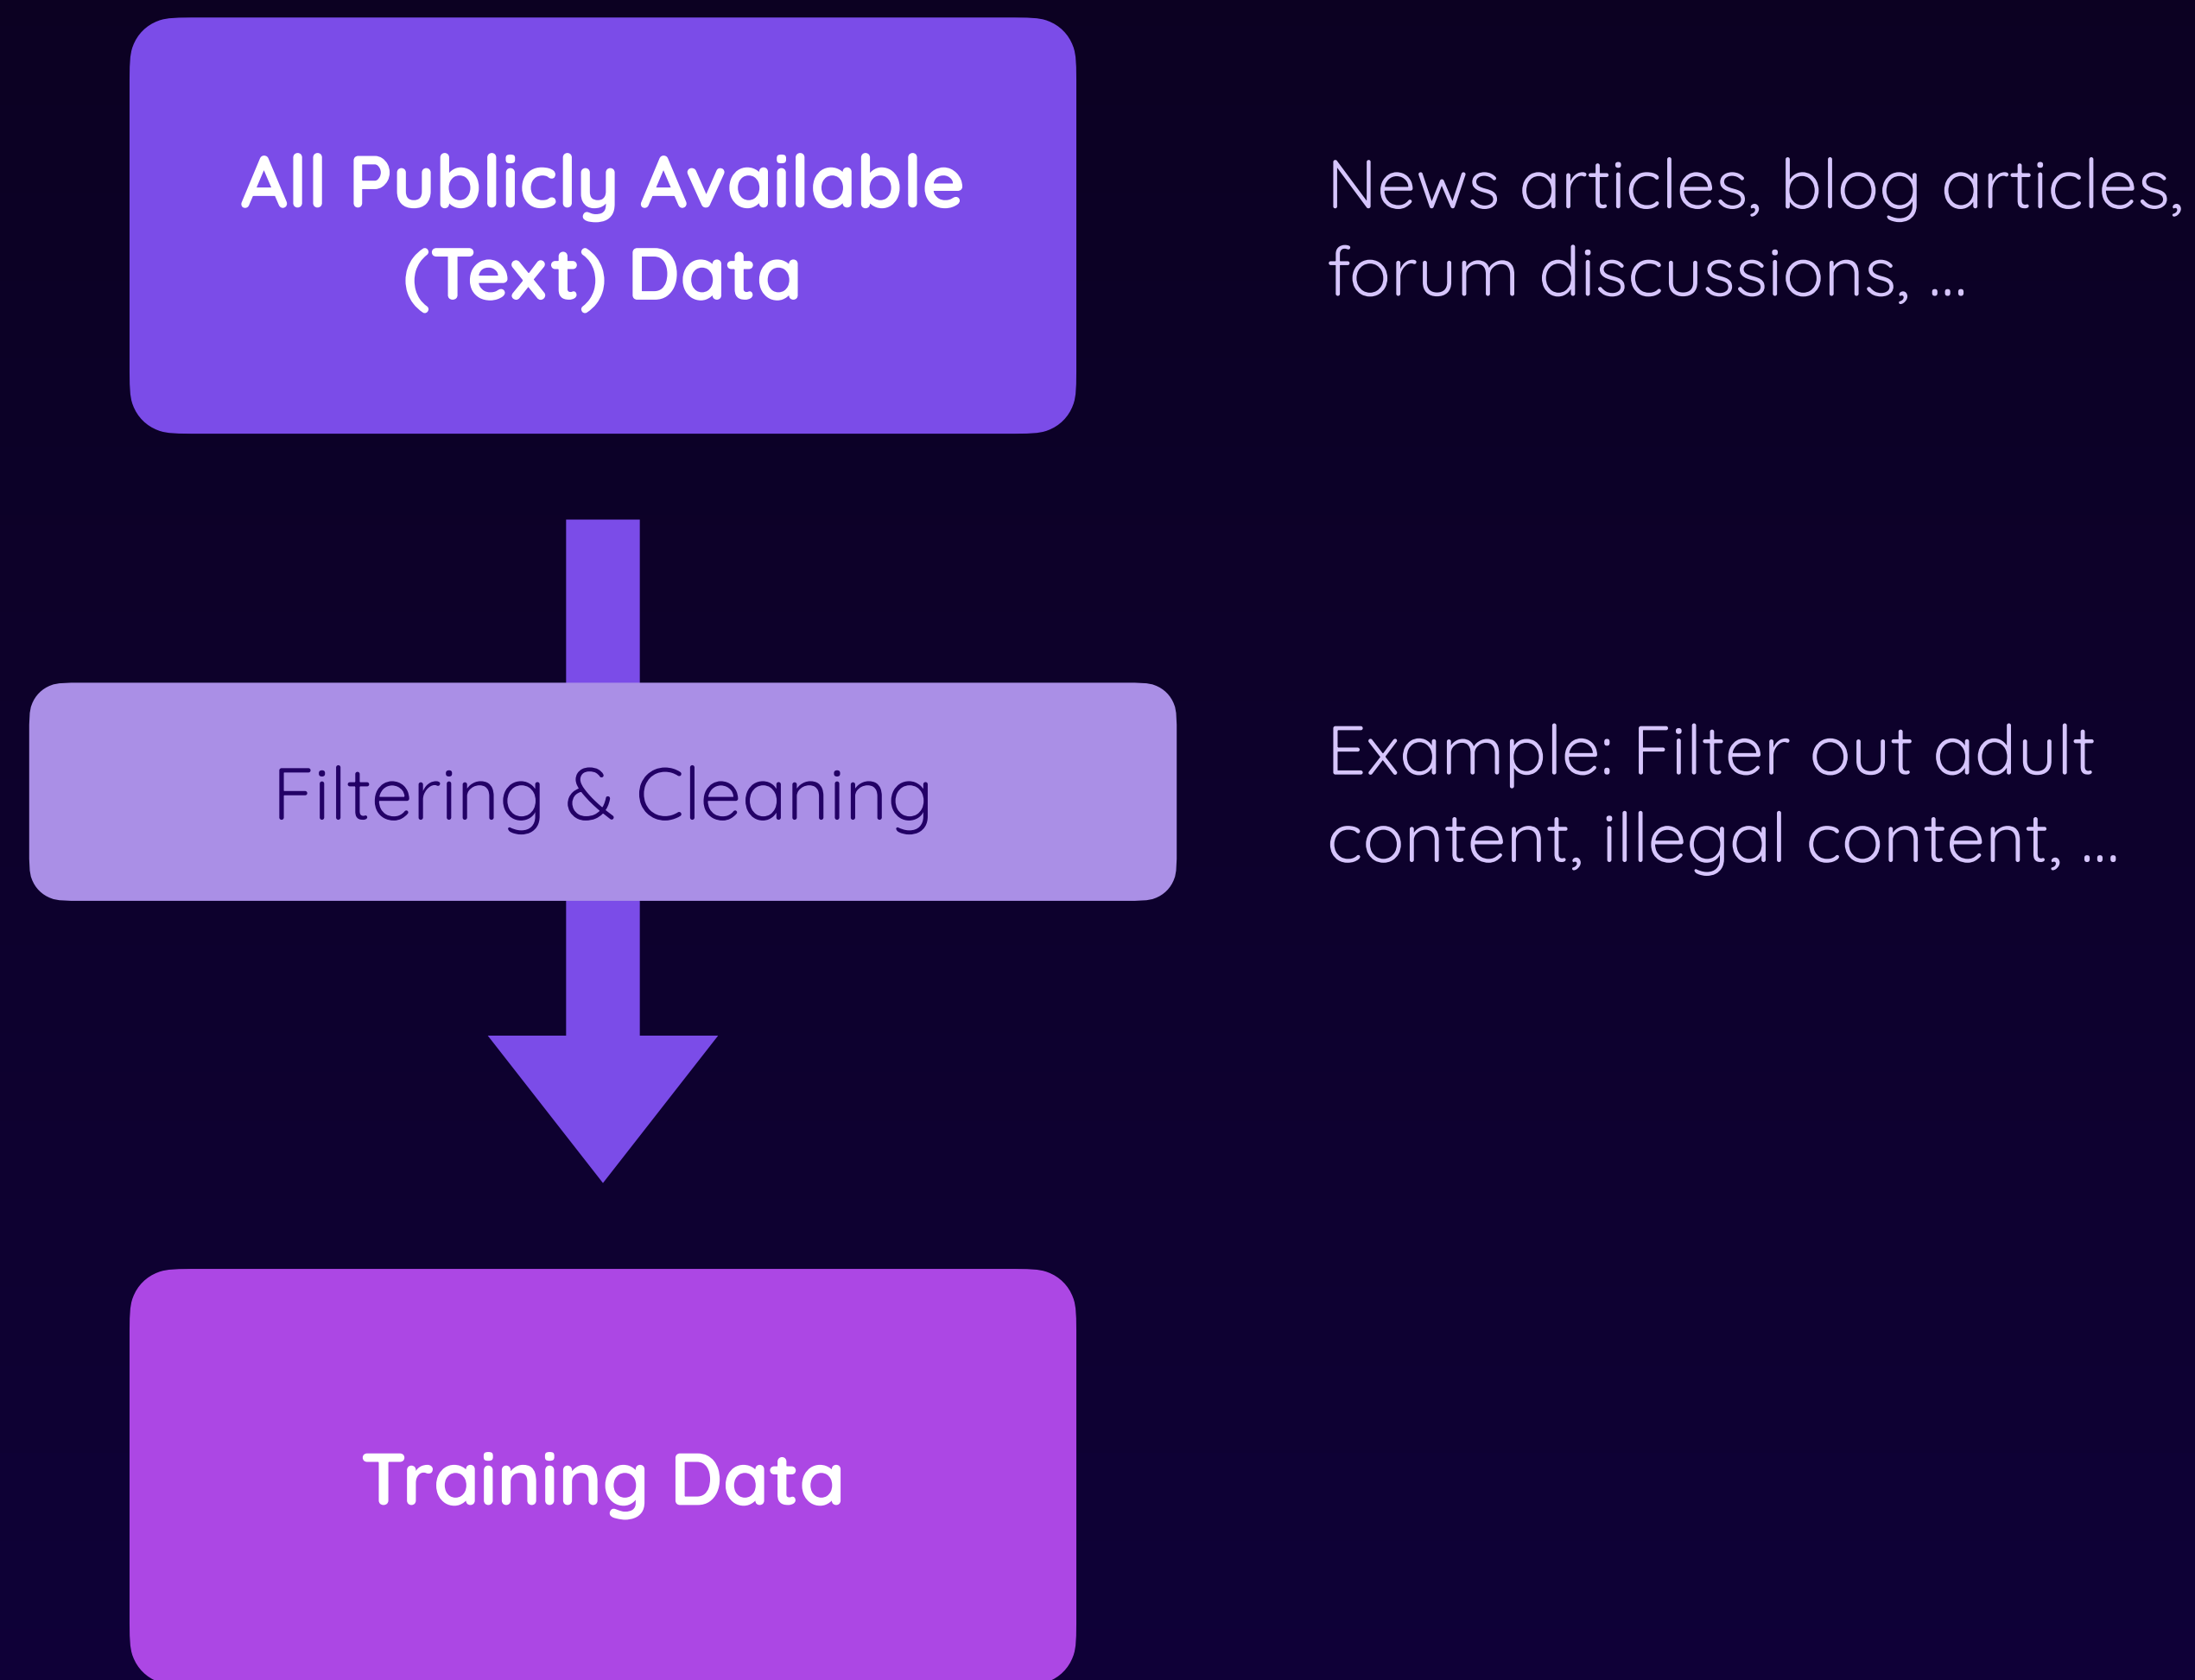 All Publicly Available
(Text) Data
News articles, blog articles,
forum discussions, ...
Filtering & Cleaning
Example: Filter out adult
content, illegal content, ...
Training Data